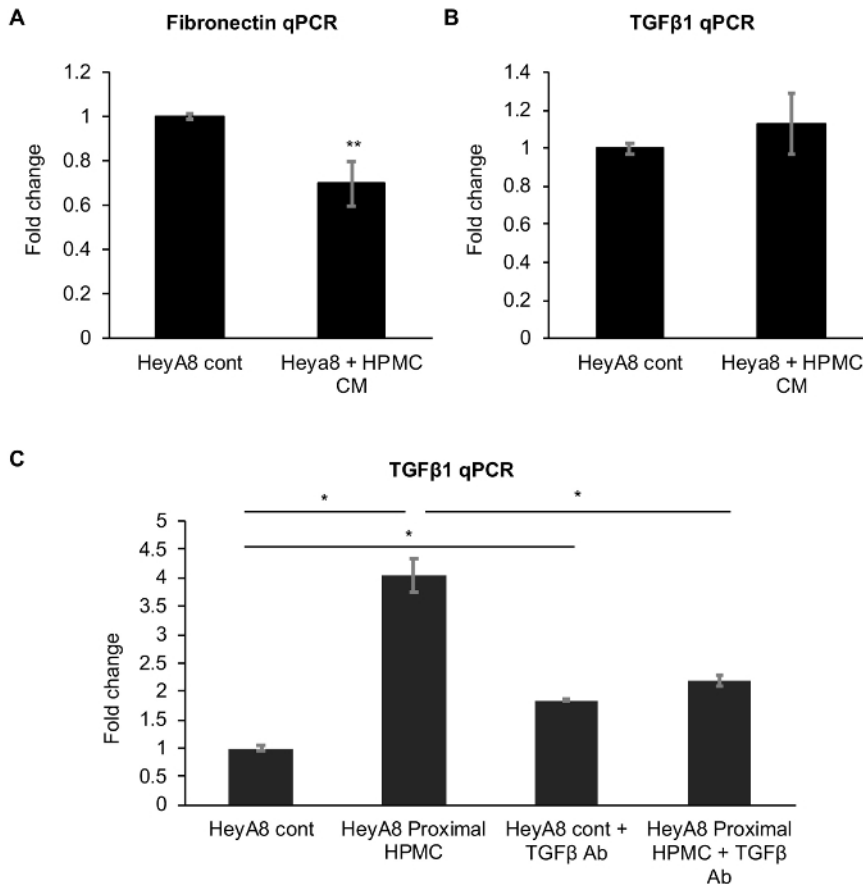 A
Fibronectin qPCR
Fold change
1.2
1
0.8
0.6
0.4
0.2
0
**
HeyA8 cont
Heya8 + HPMC
CM
B
TGFβ1 qPCR
Fold change
1.4
1.2
1
0.8
0.6
0.4
0.2
0
HeyA8 cont
Heya8 + HPMC
CM
C
TGFβ1 qPCR
*
*
*
Fold change
5
4.5
4
3.5
3
2.5
2
1.5
1
0.5
0
HeyA8 cont
HeyA8 Proximal
HPMC
HeyA8 cont +
TGFβ Ab
HeyA8 Proximal
HPMC + TGFβ
Ab